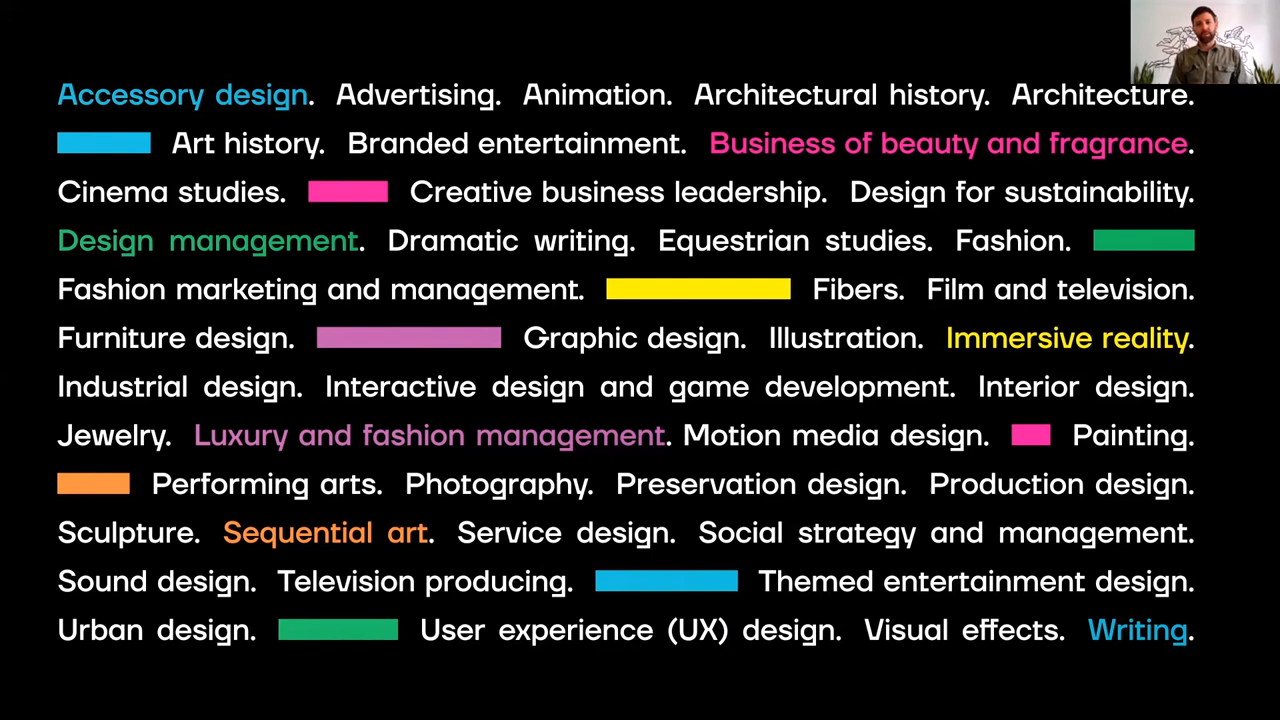 Accessory design. Advertising. Animation. Architectural history. Architecture.
Art history. Branded entertainment. Business of beauty and fragrance.
Cinema studies. Creative business leadership. Design for sustainability.
Design management. Dramatic writing. Equestrian studies. Fashion.
Fashion marketing and management. Fibers. Film and television.
Furniture design. Graphic design. Illustration. Immersive reality.
Industrial design. Interactive design and game development. Interior design.
Jewelry. Luxury and fashion management. Motion media design. Painting.
Performing arts. Photography. Preservation design. Production design.
Sculpture. Sequential art. Service design. Social strategy and management.
Sound design. Television producing. Themed entertainment design.
Urban design. User experience (UX) design. Visual effects. Writing.